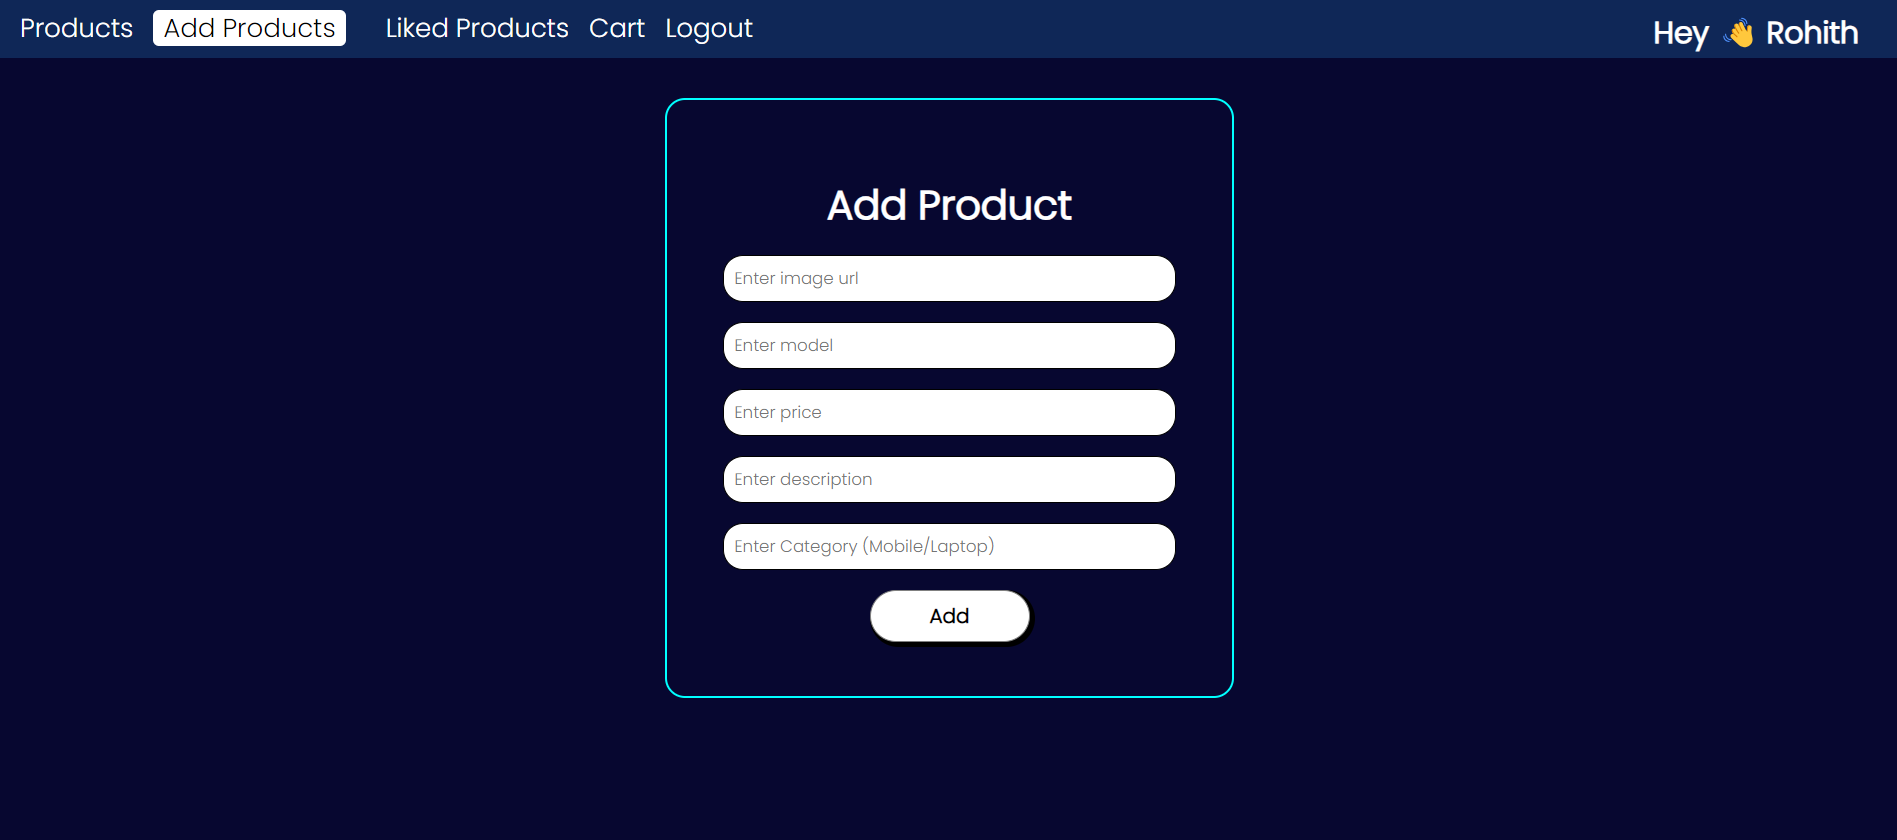 Products Add Products Liked Products Cart Logout Hey 👋 Rohith
Add Product
Enter image url
Enter model
Enter price
Enter description
Enter Category (Mobile/Laptop)
Add